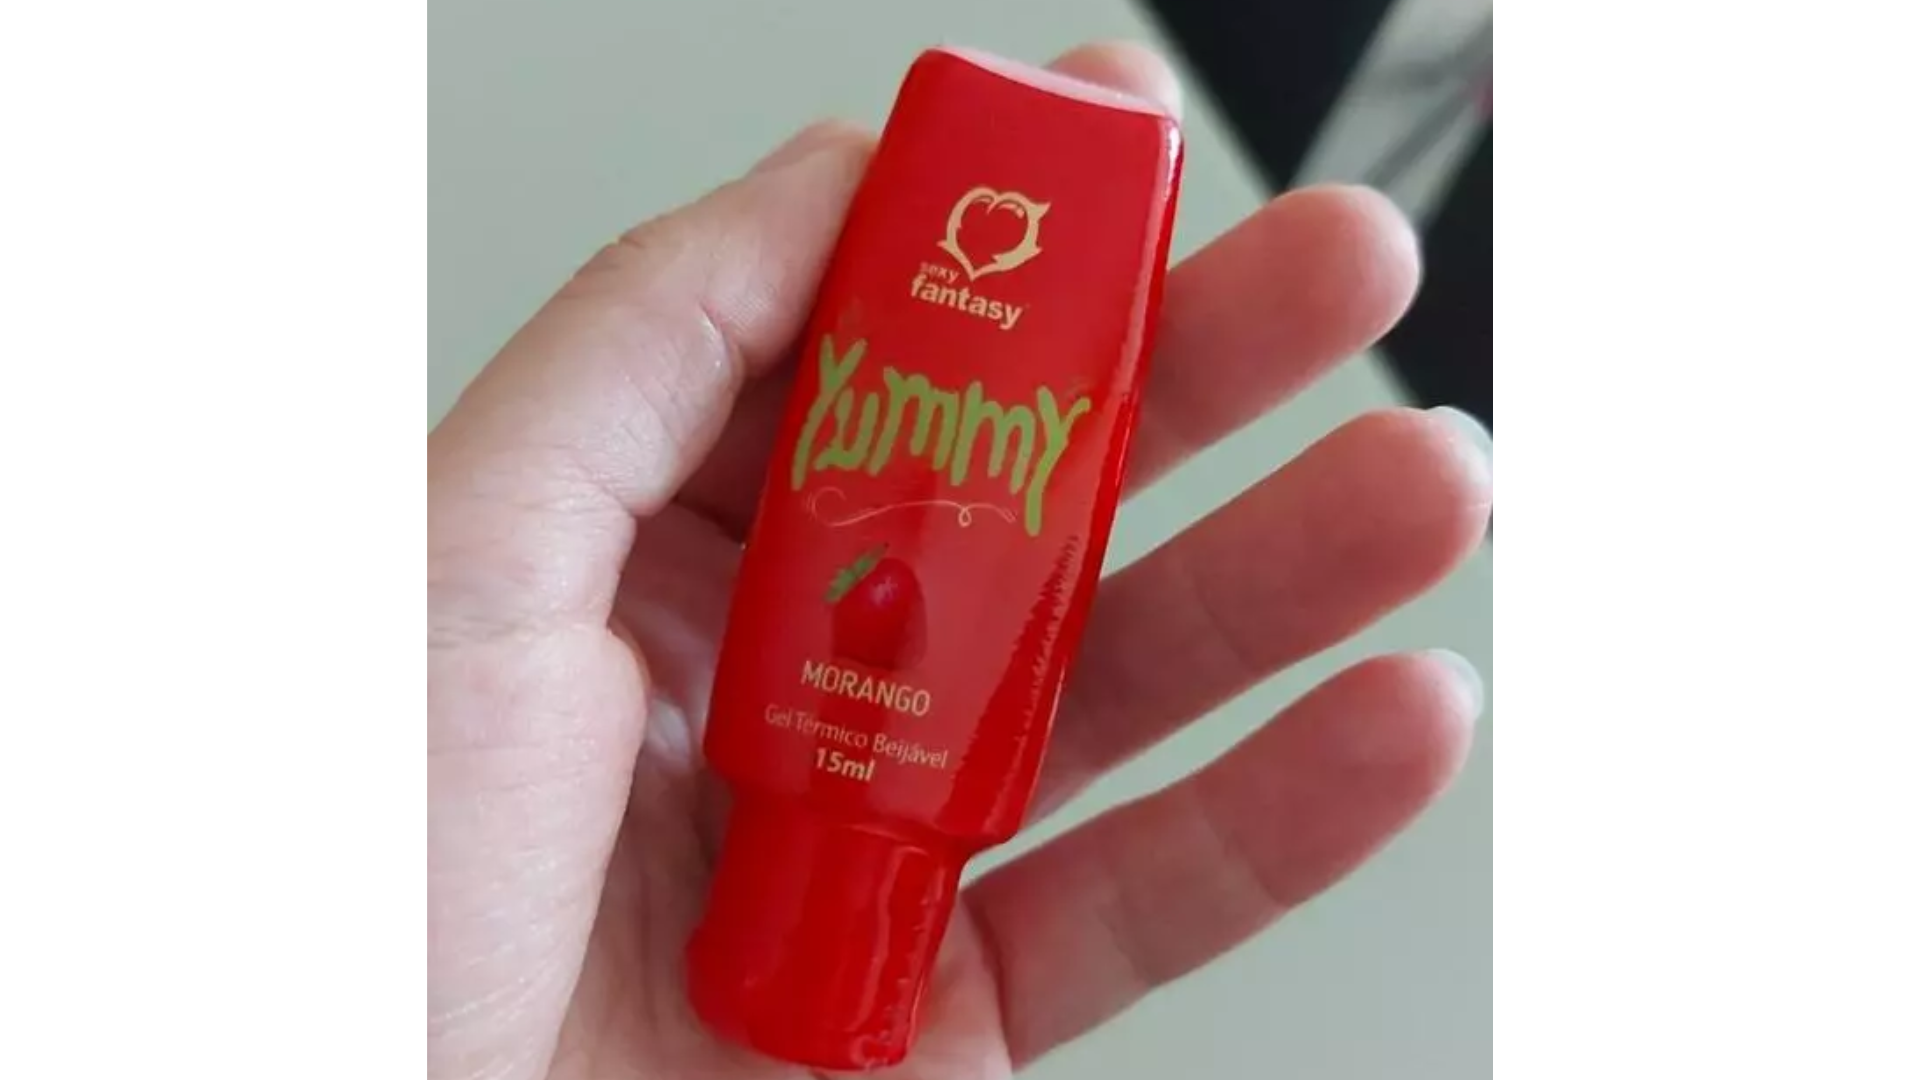 sexy
fantasy
Yummy
MORANGO
Gel Térmico Beijável
15ml